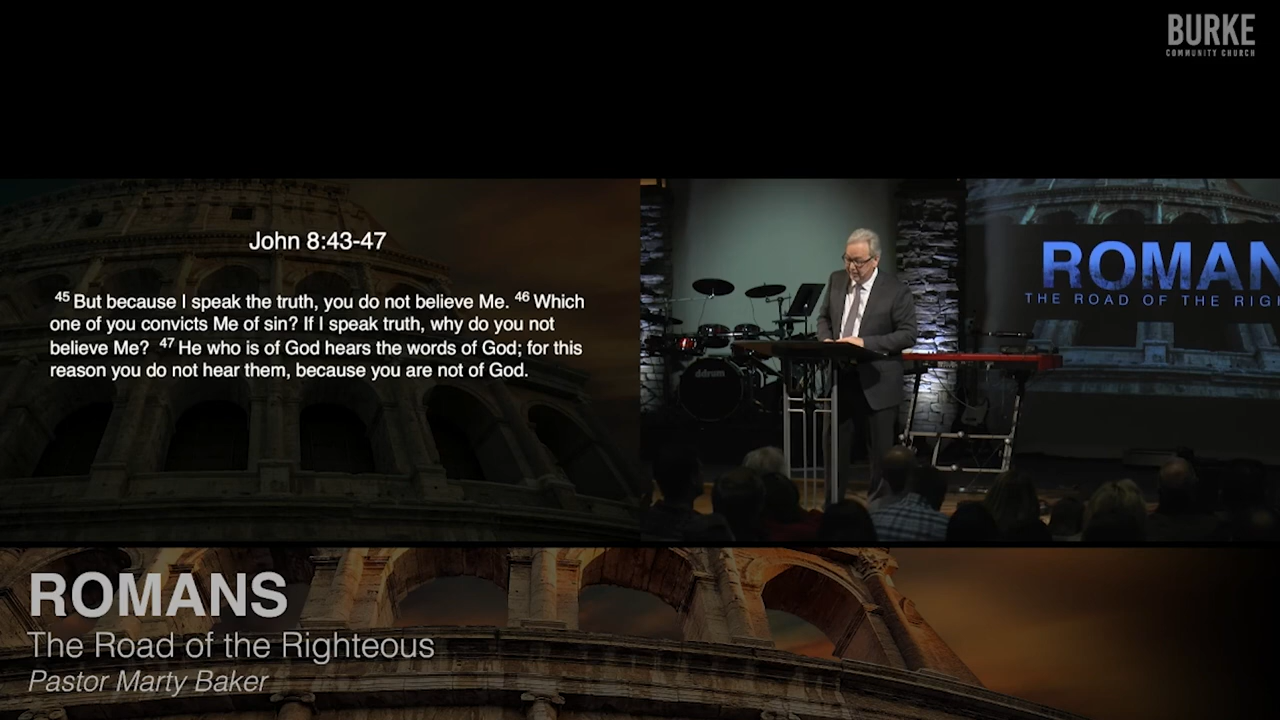 BURKE
COMMUNITY CHURCH
John 8:43-47
45 But because I speak the truth, you do not believe Me. 46 Which
one of you convicts Me of sin? If I speak truth, why do you not
believe Me? 47 He who is of God hears the words of God; for this
reason you do not hear them, because you are not of God.
ROMAN
THE ROAD OF THE RIG
ddrum
ROMANS
The Road of the Righteous
Pastor Marty Baker